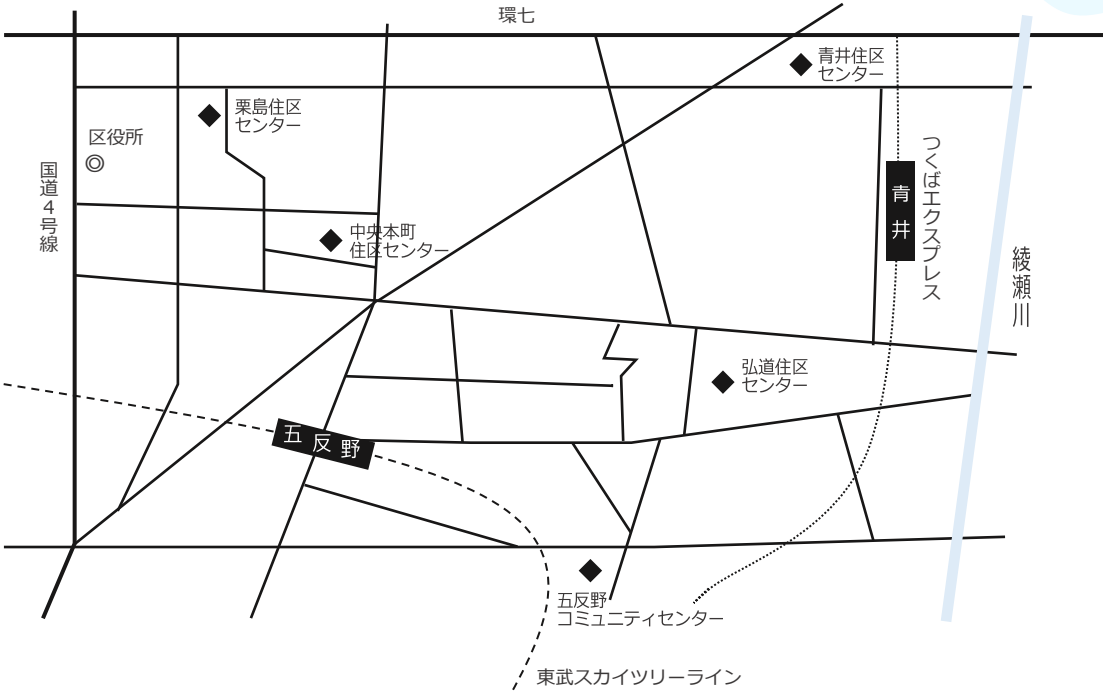 環七
青井住区
センター
栗島住区
センター
区役所
国道4号線
つくばエクスプレス
青井
中央本町
住区センター
綾瀬川
弘道住区
センター
五反野
五反野
コミュニティセンター
東武スカイツリーライン